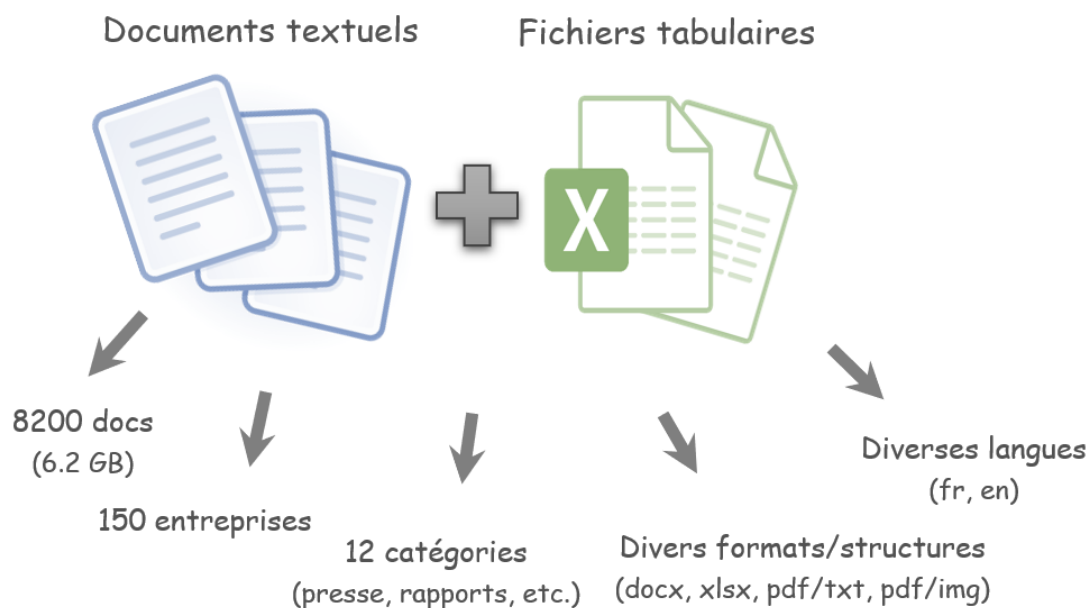 Documents textuels
Fichiers tabulaires
X
8200 docs
(6.2 GB)
150 entreprises
12 catégories
(presse, rapports, etc.)
Divers formats/structures
(docx, xlsx, pdf/txt, pdf/img)
Diverses langues
(fr, en)